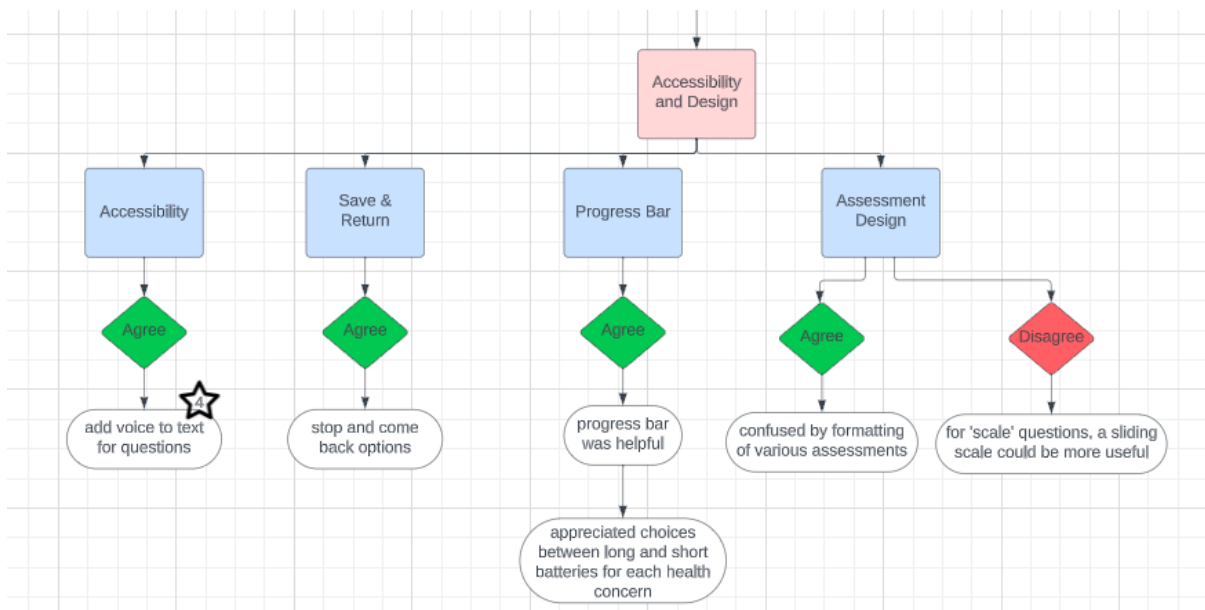 Accessibility
and Design
Accessibility
Save &
Return
Progress Bar
Assessment
Design
Agree
Agree
Agree
Agree
Disagree
4
add voice to text
for questions
stop and come
back options
progress bar
was helpful
confused by formatting
of various assessments
for 'scale' questions, a sliding
scale could be more useful
appreciated choices
between long and short
batteries for each health
concern